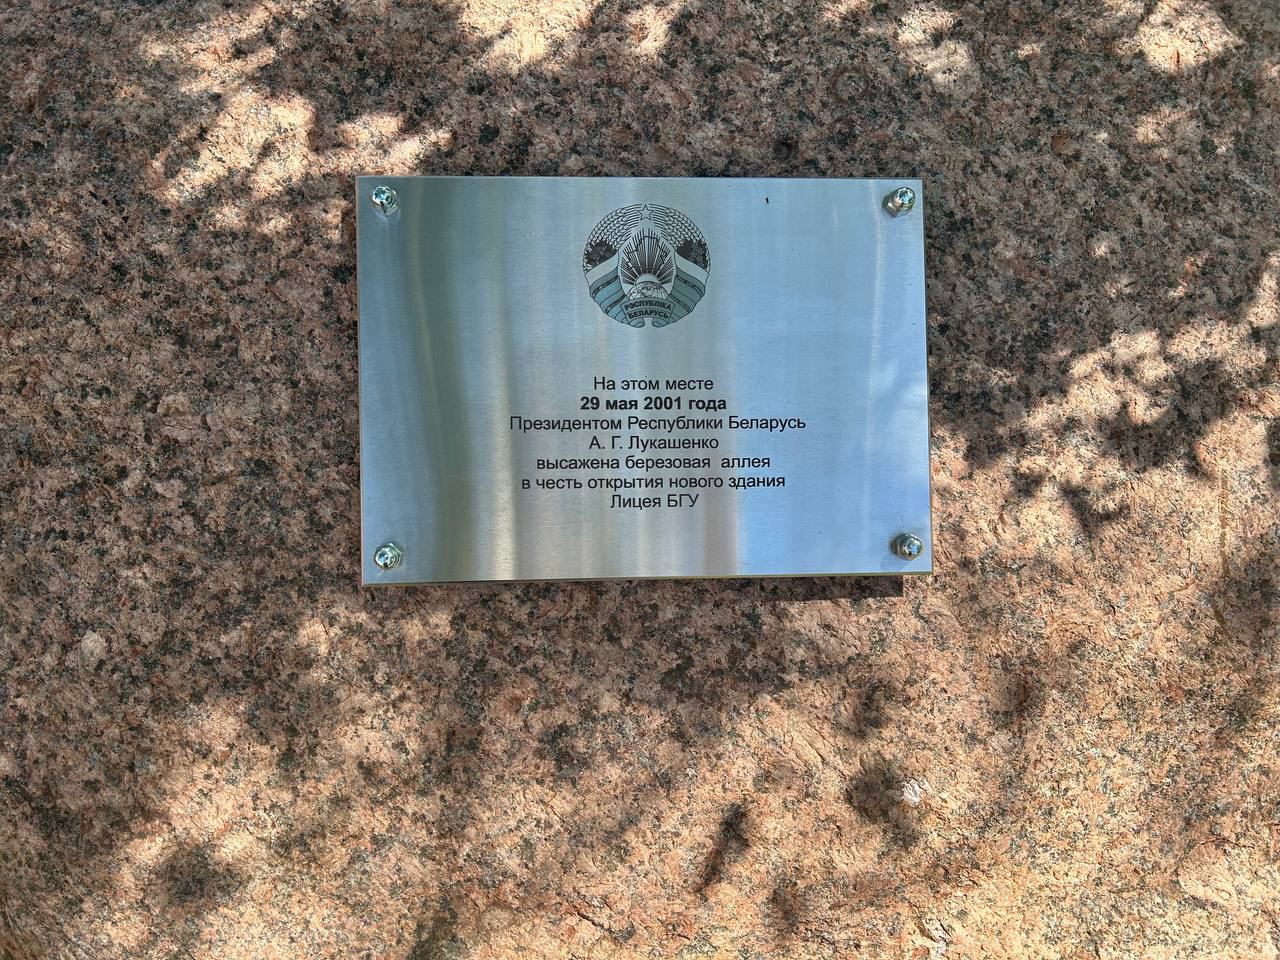 РЭСПУБЛІКА
БЕЛАРУСЬ
На этом месте
29 мая 2001 года
Президентом Республики Беларусь
А. Г. Лукашенко
высажена березовая аллея
в честь открытия нового здания
Лицея БГУ